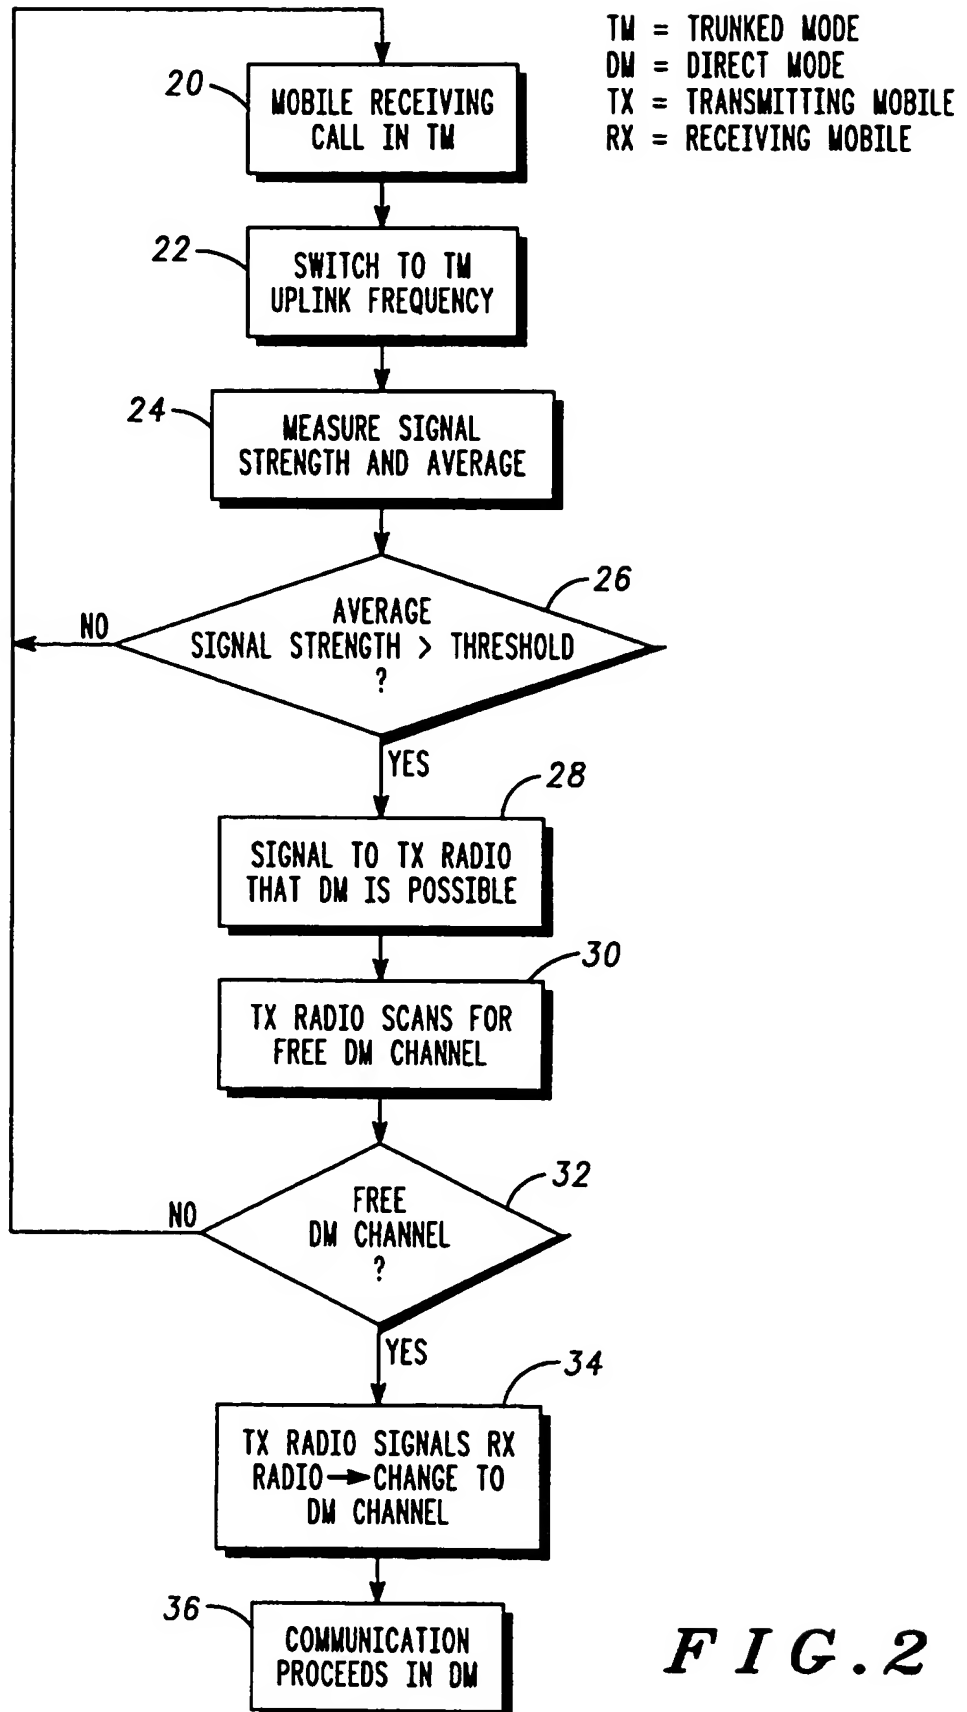 TM = TRUNKED MODE
DM = DIRECT MODE
TX = TRANSMITTING MOBILE
RX = RECEIVING MOBILE
20
MOBILE RECEIVING
CALL IN TM
22
SWITCH TO TM
UPLINK FREQUENCY
24
MEASURE SIGNAL
STRENGTH AND AVERAGE
26
AVERAGE
SIGNAL STRENGTH > THRESHOLD
?
NO
YES
28
SIGNAL TO TX RADIO
THAT DM IS POSSIBLE
30
TX RADIO SCANS FOR
FREE DM CHANNEL
32
FREE
DM CHANNEL
?
NO
YES
34
TX RADIO SIGNALS RX
RADIO→CHANGE TO
DM CHANNEL
36
COMMUNICATION
PROCEEDS IN DM
FIG.2